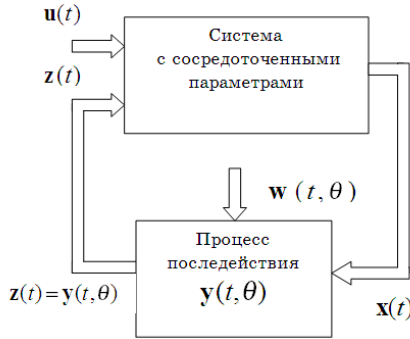 u(t)
z(t)
Система
с сосредоточенными
параметрами
w (t, θ)
Процесс
последействия
y(t,θ)
z(t)=y(t,θ)
x(t)